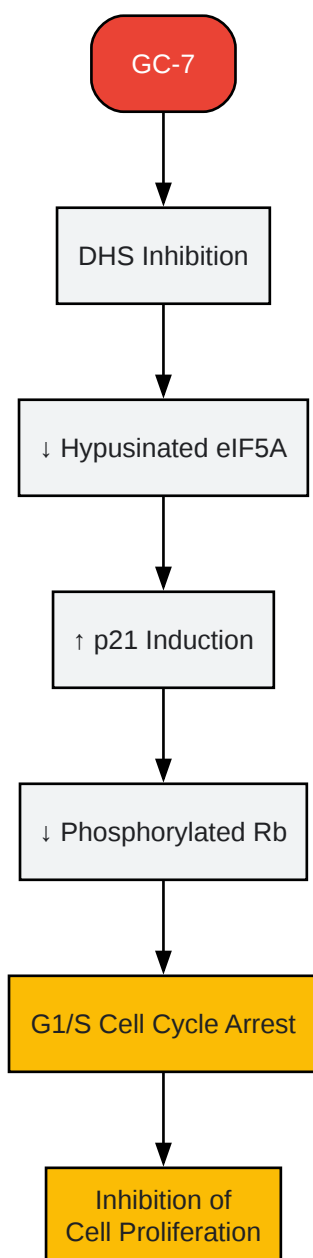 GC-7
DHS Inhibition
↓ Hypusinated eIF5A
↑ p21 Induction
↓ Phosphorylated Rb
G1/S Cell Cycle Arrest
Inhibition of
Cell Proliferation